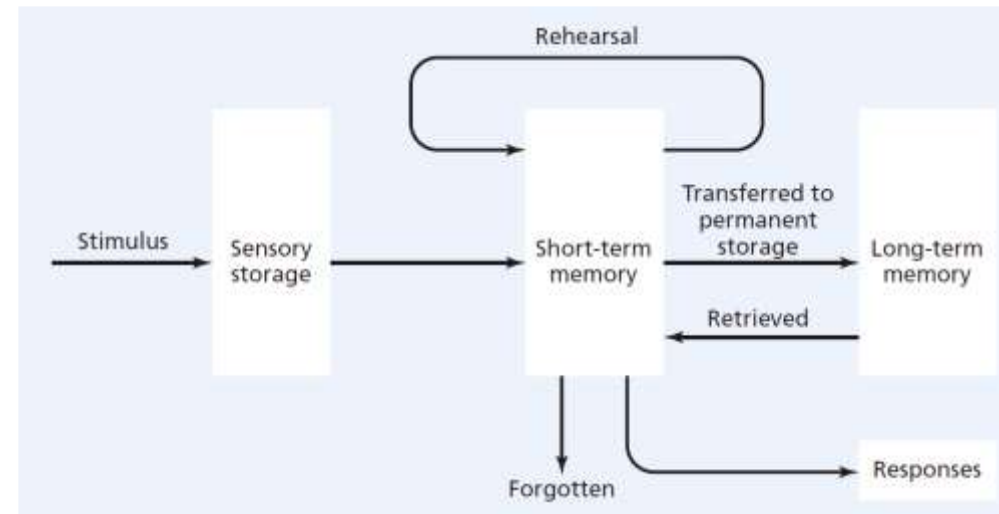 Rehearsal
Stimulus
Sensory
storage
Short-term
memory
Transferred to
permanent
storage
Long-term
memory
Retrieved
Forgotten
Responses